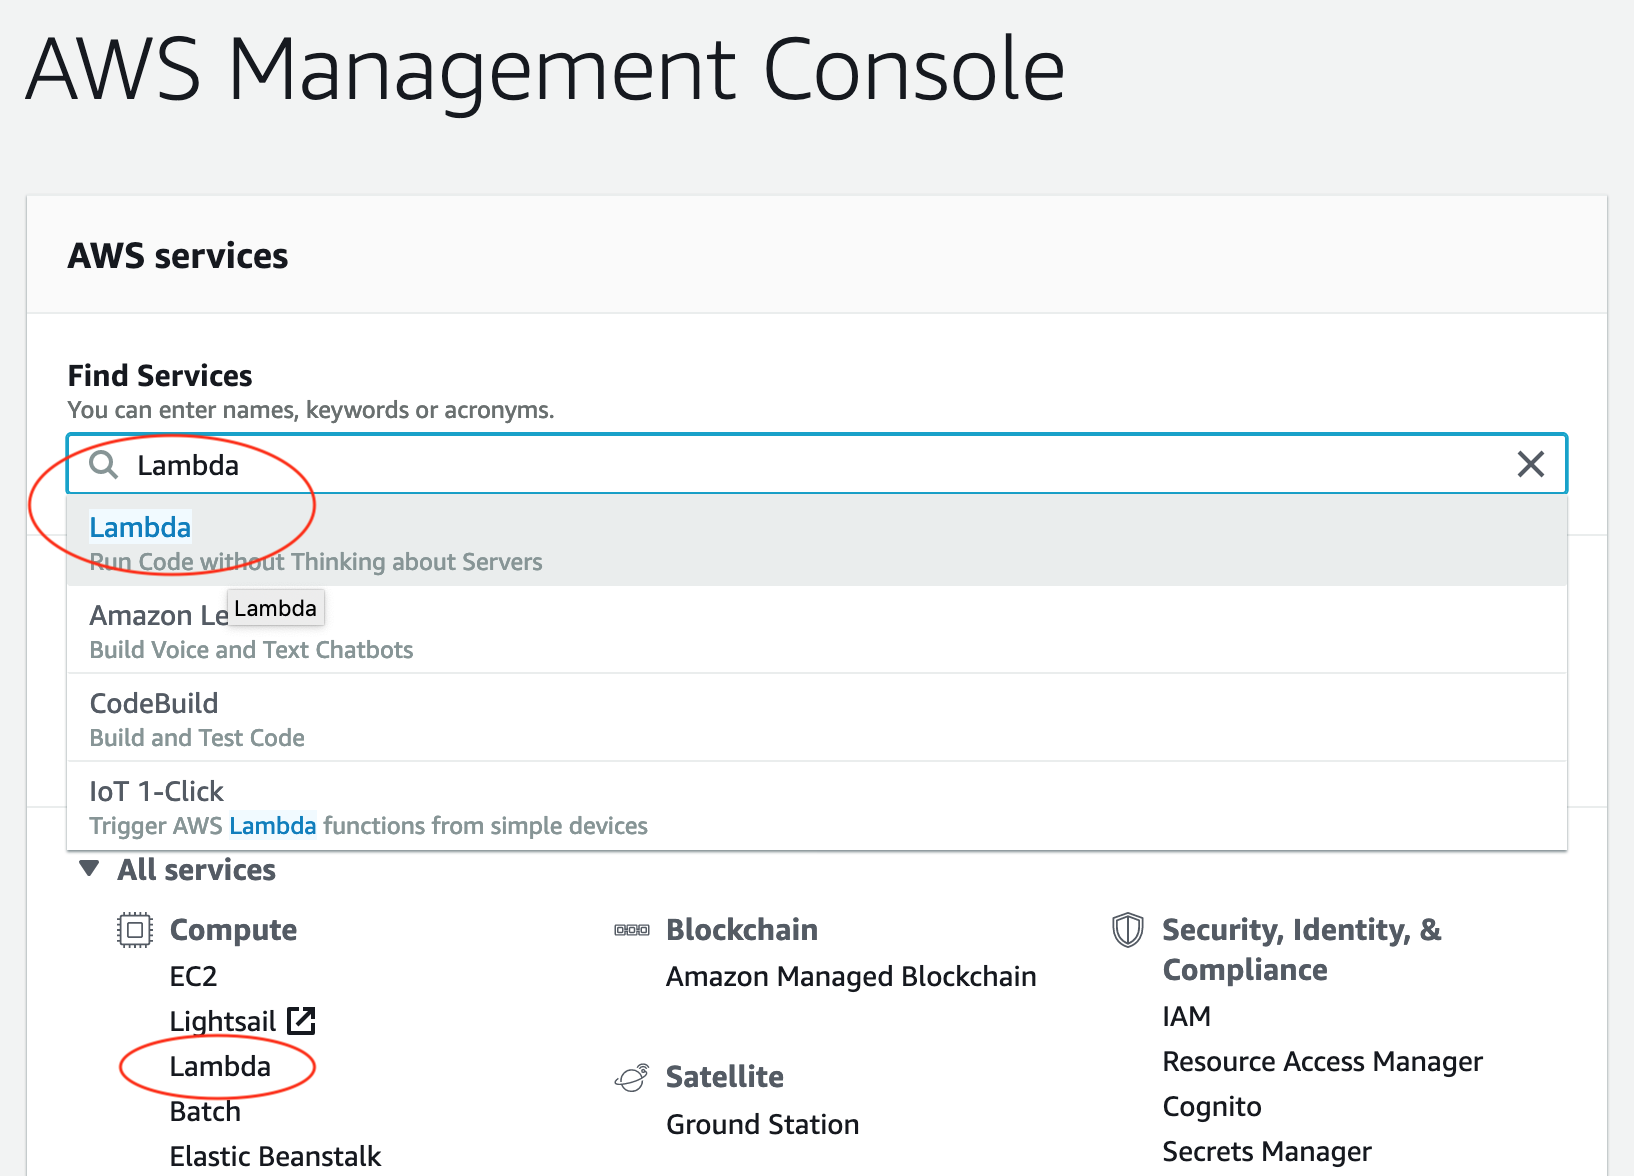 AWS Management Console
AWS services
Find Services
You can enter names, keywords or acronyms.
Lambda
Lambda
Run Code without Thinking about Servers
Amazon Le
Lambda
Build Voice and Text Chatbots
CodeBuild
Build and Test Code
IoT 1-Click
Trigger AWS Lambda functions from simple devices
All services
Compute
EC2
Lightsail
Lambda
Batch
Elastic Beanstalk
Blockchain
Amazon Managed Blockchain
Satellite
Ground Station
Security, Identity, &
Compliance
IAM
Resource Access Manager
Cognito
Secrets Manager